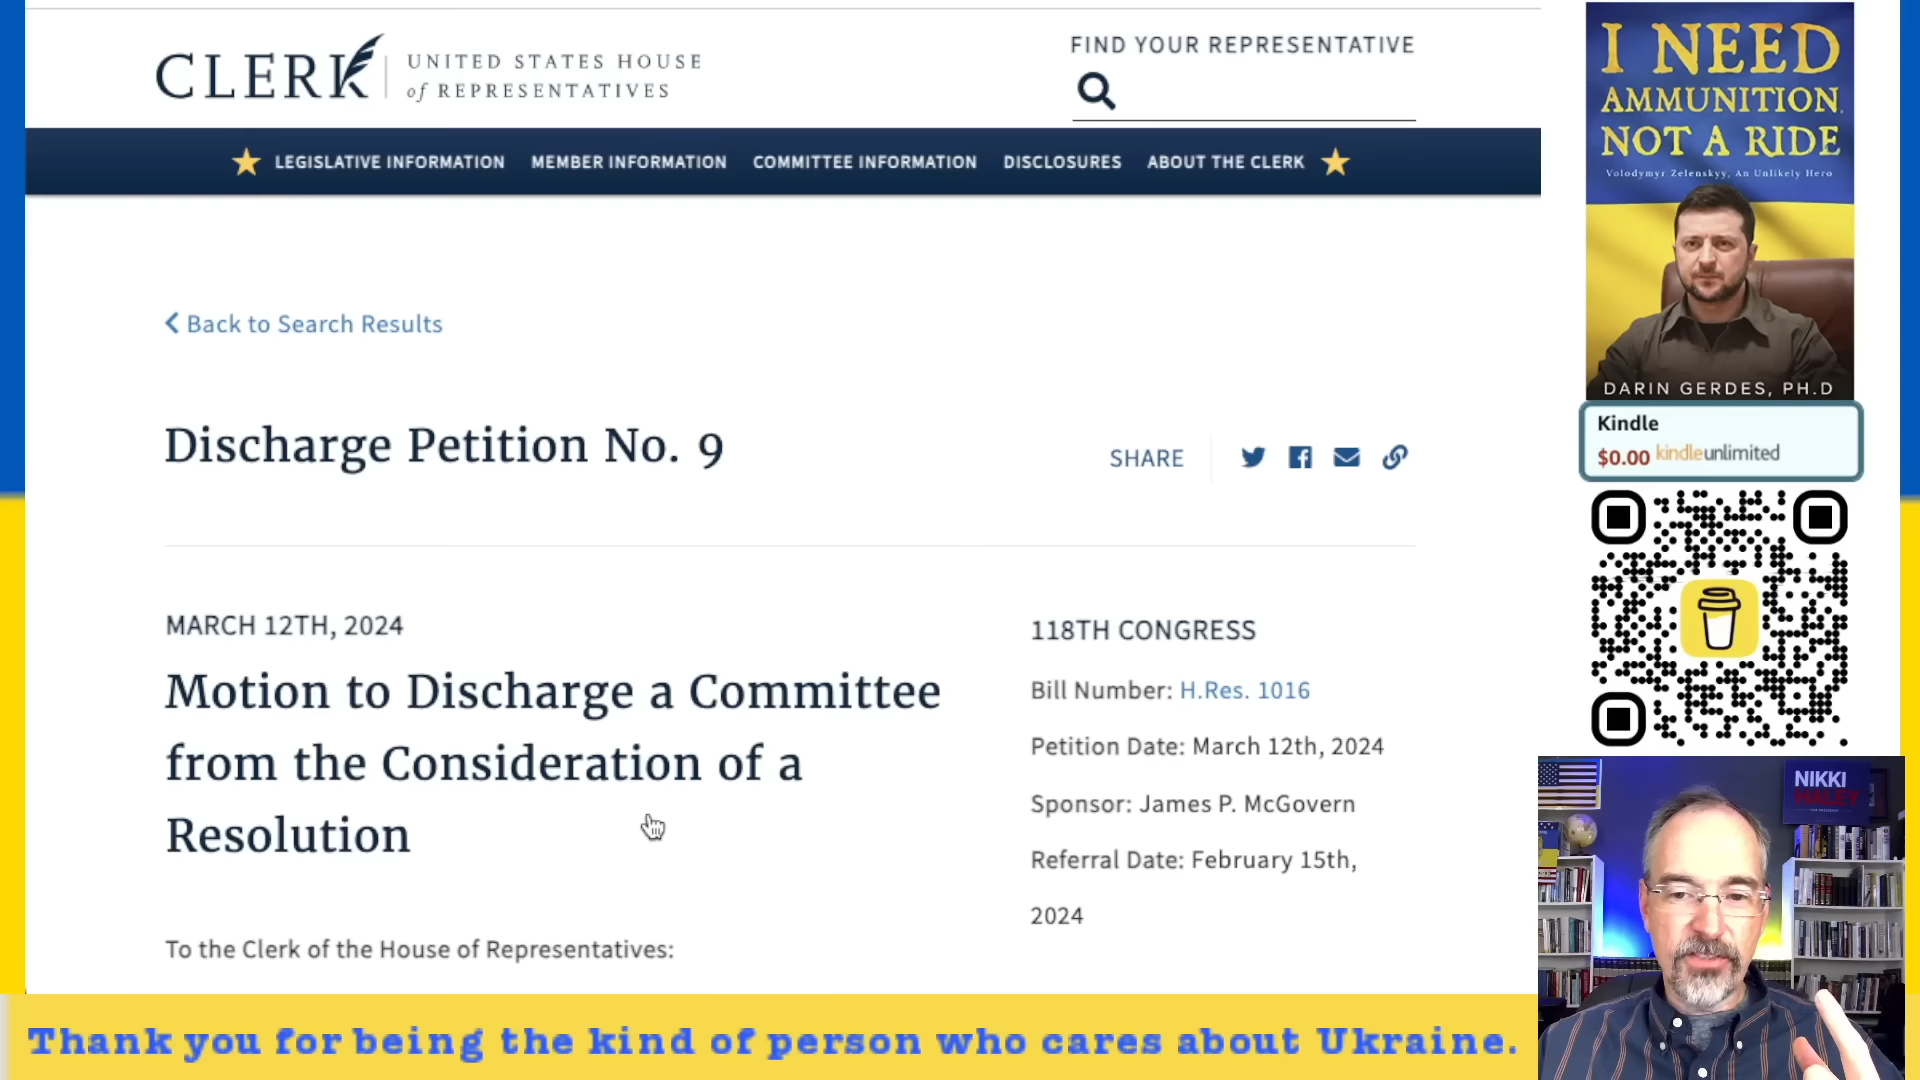 CLERK
UNITED STATES HOUSE
of REPRESENTATIVES
FIND YOUR REPRESENTATIVE
LEGISLATIVE INFORMATION MEMBER INFORMATION COMMITTEE INFORMATION DISCLOSURES ABOUT THE CLERK
Back to Search Results
Discharge Petition No. 9
SHARE
MARCH 12TH, 2024
Motion to Discharge a Committee
from the Consideration of a
Resolution
To the Clerk of the House of Representatives:
118TH CONGRESS
Bill Number: H.Res. 1016
Petition Date: March 12th, 2024
Sponsor: James P. McGovern
Referral Date: February 15th,
2024
I NEED
AMMUNITION,
NOT A RIDE
Volodymyr Zelenskyy, An Unlikely Hero
DARIN GERDES, PH.D
Kindle
$0.00 kindleunlimited
NIKKI
HALEY
Thank you for being the kind of person who cares about Ukraine.